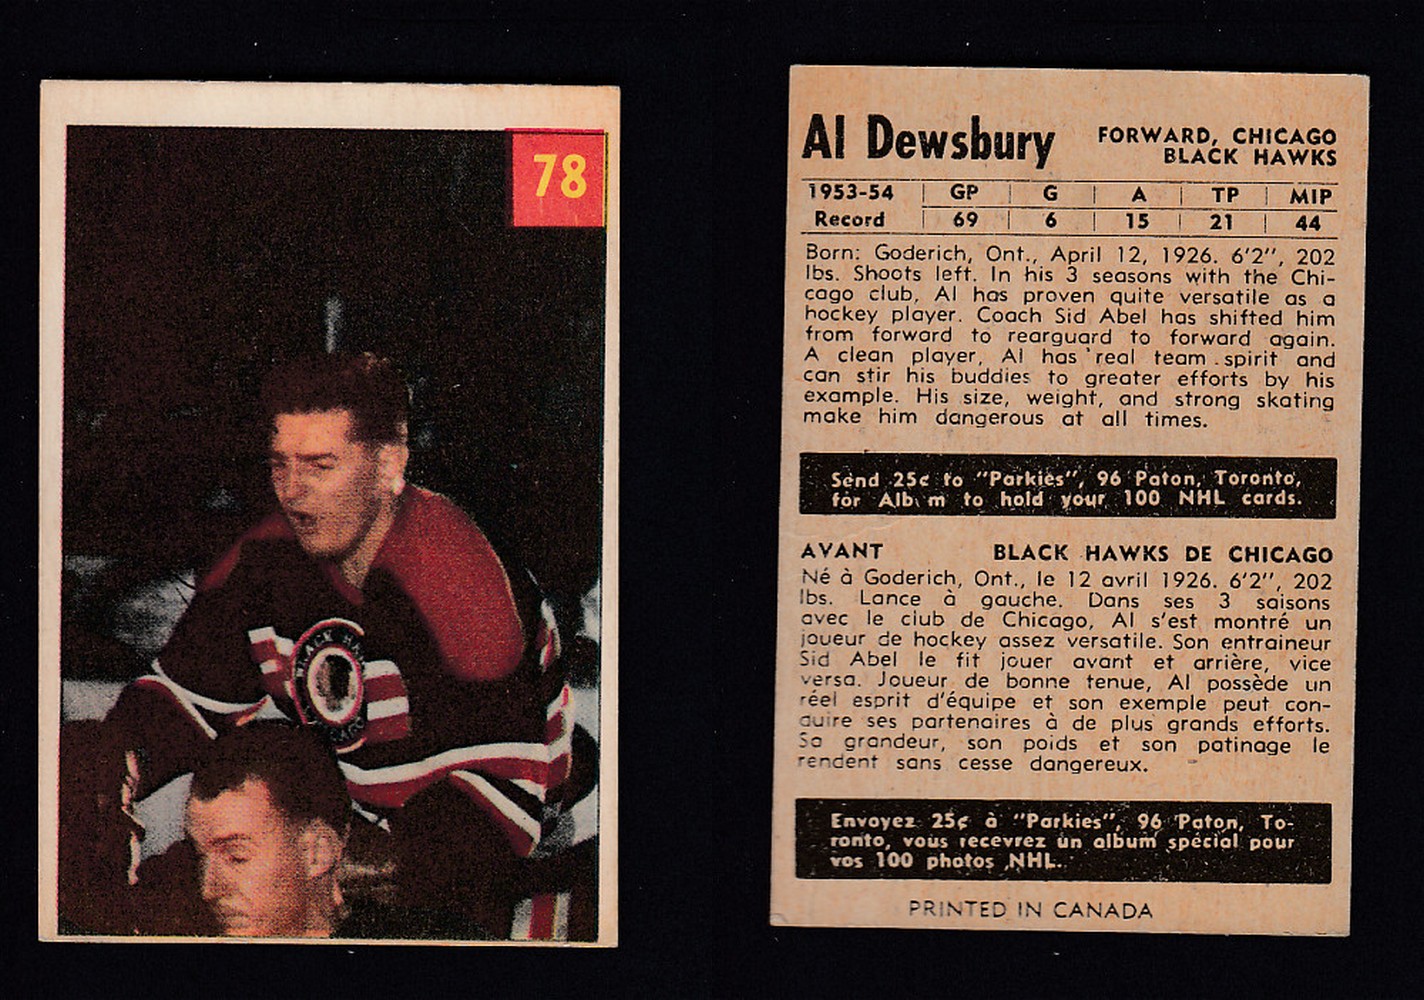 78
BLACK HAWKS
CHICAGO
Al Dewsbury
FORWARD, CHICAGO
BLACK HAWKS
1953-54 GP G A TP MIP
Record 69 6 15 21 44
Born: Goderich, Ont., April 12, 1926. 6'2", 202
lbs. Shoots left. In his 3 seasons with the Chi-
cago club, Al has proven quite versatile as a
hockey player. Coach Sid Abel has shifted him
from forward to rearguard to forward again.
A clean player, Al has real team spirit and
can stir his buddies to greater efforts by his
example. His size, weight, and strong skating
make him dangerous at all times.
Send 25¢ to "Parkies", 96 Paton, Toronto,
for Alb m to hold your 100 NHL cards.
AVANT BLACK HAWKS DE CHICAGO
Né à Goderich, Ont., le 12 avril 1926. 6'2", 202
lbs. Lance à gauche. Dans ses 3 saisons
avec le club de Chicago, Al s'est montré un
joueur de hockey assez versatile. Son entraineur
Sid Abel le fit jouer avant et arrière, vice
versa. Joueur de bonne tenue, Al possède un
réel esprit d'équipe et son exemple peut con-
duire ses partenaires à de plus grands efforts.
Sa grandeur, son poids et son patinage le
rendent sans cesse dangereux.
Envoyez 25¢ à "Parkies", 96 Paton, To-
ronto, vous recevrez un album spécial pour
vos 100 photos NHL.
PRINTED IN CANADA